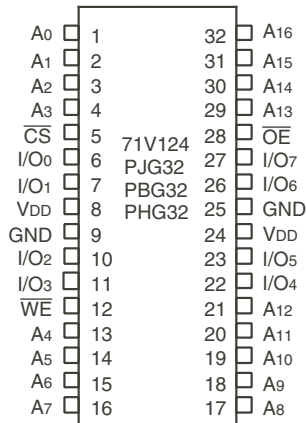 A0 1 32 A16
A1 2 31 A15
A2 3 30 A14
A3 4 29 A13
C̅S̅ 5 71V124 28 O̅E̅
I/O0 6 PJG32 27 I/O7
I/O1 7 PBG32 26 I/O6
VDD 8 PHG32 25 GND
GND 9 24 VDD
I/O2 10 23 I/O5
I/O3 11 22 I/O4
W̅E̅ 12 21 A12
A4 13 20 A11
A5 14 19 A10
A6 15 18 A9
A7 16 17 A8